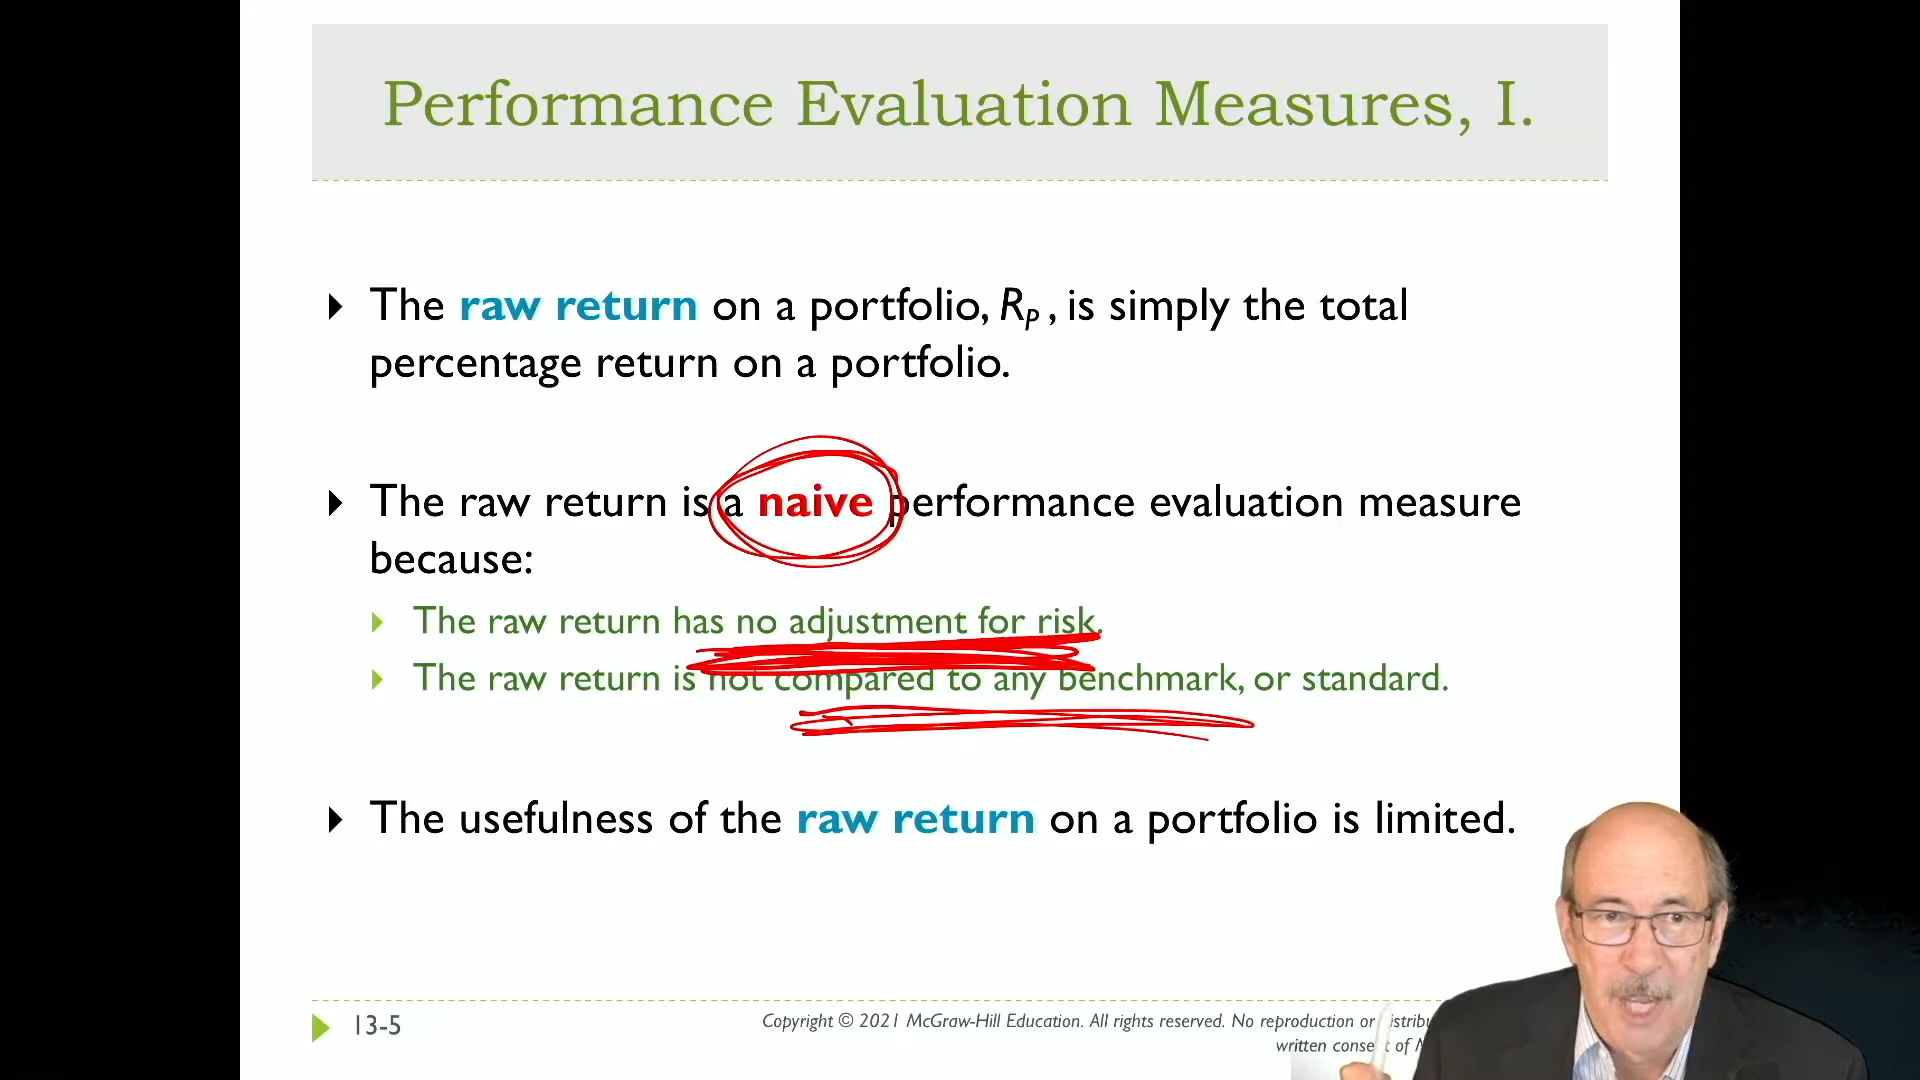 Performance Evaluation Measures, I.
The raw return on a portfolio, RP , is simply the total
percentage return on a portfolio.
The raw return is a naive performance evaluation measure
because:
The raw return has no adjustment for risk.
The raw return is not compared to any benchmark, or standard.
The usefulness of the raw return on a portfolio is limited.
13-5
Copyright © 2021 McGraw-Hill Education. All rights reserved. No reproduction or
written of